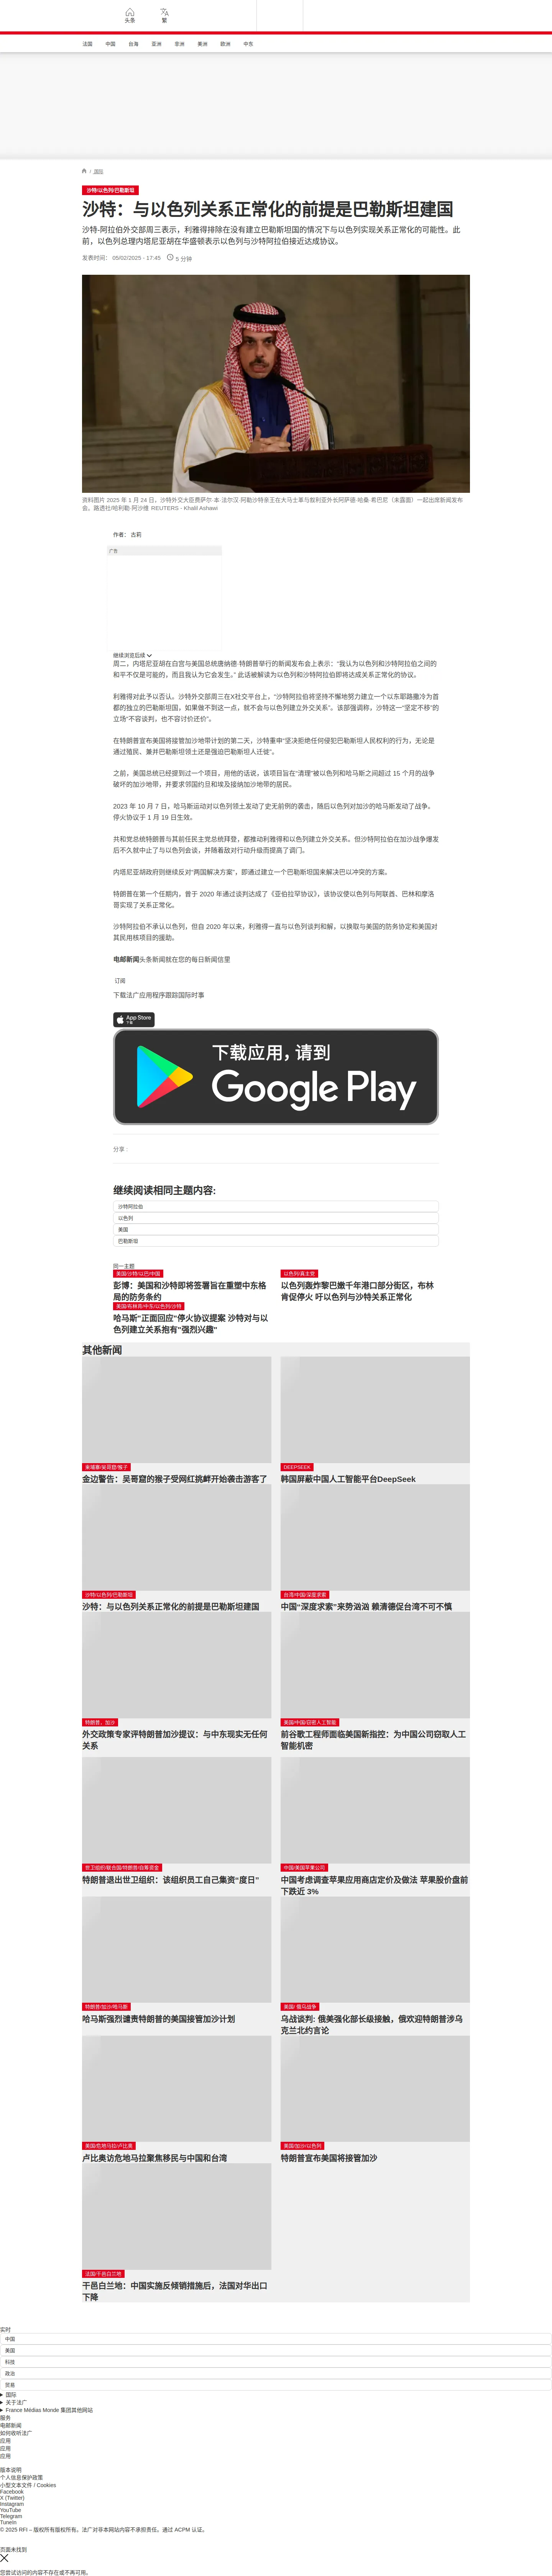 头条
繁
法国 中国 台海 亚洲 非洲 美洲 欧洲 中东
/ 国际
沙特/以色列/巴勒斯坦
沙特：与以色列关系正常化的前提是巴勒斯坦建国
沙特-阿拉伯外交部周三表示，利雅得排除在没有建立巴勒斯坦国的情况下与以色列实现关系正常化的可能性。此
前，以色列总理内塔尼亚胡在华盛顿表示以色列与沙特阿拉伯接近达成协议。
发表时间： 05/02/2025 - 17:45
5 分钟
资料图片 2025 年 1 月 24 日，沙特外交大臣费萨尔·本·法尔汉·阿勒沙特亲王在大马士革与叙利亚外长阿萨德·哈桑·希巴尼（未露面）一起出席新闻发布
会。路透社/哈利勒·阿沙维 REUTERS - Khalil Ashawi
作者： 古莉
广告
继续浏览后续
周二，内塔尼亚胡在白宫与美国总统唐纳德·特朗普举行的新闻发布会上表示：“我认为以色列和沙特阿拉伯之间的
和平不仅是可能的，而且我认为它会发生。” 此话被解读为以色列和沙特阿拉伯即将达成关系正常化的协议。
利雅得对此予以否认。沙特外交部周三在X社交平台上，“沙特阿拉伯将坚持不懈地努力建立一个以东耶路撒冷为首
都的独立的巴勒斯坦国，如果做不到这一点，就不会与以色列建立外交关系”。该部强调称，沙特这一“坚定不移”的
立场“不容谈判，也不容讨价还价”。
在特朗普宣布美国将接管加沙地带计划的第二天，沙特重申“坚决拒绝任何侵犯巴勒斯坦人民权利的行为，无论是
通过殖民、兼并巴勒斯坦领土还是强迫巴勒斯坦人迁徙”。
之前，美国总统已经提到过一个项目，用他的话说，该项目旨在“清理”被以色列和哈马斯之间超过 15 个月的战争
破坏的加沙地带，并要求邻国约旦和埃及接纳加沙地带的居民。
2023 年 10 月 7 日，哈马斯运动对以色列领土发动了史无前例的袭击，随后以色列对加沙的哈马斯发动了战争。
停火协议于 1 月 19 日生效。
共和党总统特朗普与其前任民主党总统拜登，都推动利雅得和以色列建立外交关系。但沙特阿拉伯在加沙战争爆发
后不久就中止了与以色列会谈，并随着敌对行动升级而提高了调门。
内塔尼亚胡政府则继续反对“两国解决方案”，即通过建立一个巴勒斯坦国来解决巴以冲突的方案。
特朗普在第一个任期内，曾于 2020 年通过谈判达成了《亚伯拉罕协议》，该协议使以色列与阿联酋、巴林和摩洛
哥实现了关系正常化。
沙特阿拉伯不承认以色列，但自 2020 年以来，利雅得一直与以色列谈判和解，以换取与美国的防务协定和美国对
其民用核项目的援助。
电邮新闻头条新闻就在您的每日新闻信里
订阅
下载法广应用程序跟踪国际时事
App Store
下载
下载应用，请到
Google Play
分享 :
继续阅读相同主题内容:
沙特阿拉伯
以色列
美国
巴勒斯坦
同一主题
美国/沙特/以巴/中国
彭博：美国和沙特即将签署旨在重塑中东格
局的防务条约
以色列/真主党
以色列轰炸黎巴嫩千年港口部分街区，布林
肯促停火 吁以色列与沙特关系正常化
美国/布林肯/中东/以色列/沙特
哈马斯"正面回应"停火协议提案 沙特对与以
色列建立关系抱有"强烈兴趣"
其他新闻
柬埔寨/吴哥窟/猴子
金边警告：吴哥窟的猴子受网红挑衅开始袭击游客了
DEEPSEEK
韩国屏蔽中国人工智能平台DeepSeek
沙特/以色列/巴勒斯坦
沙特：与以色列关系正常化的前提是巴勒斯坦建国
台湾/中国/深度求索
中国“深度求索”来势汹汹 赖清德促台湾不可不慎
特朗普，加沙
外交政策专家评特朗普加沙提议：与中东现实无任何
关系
美国/中国/窃密人工智能
前谷歌工程师面临美国新指控：为中国公司窃取人工
智能机密
世卫组织/联合国/特朗普/自筹资金
特朗普退出世卫组织：该组织员工自己集资“度日”
中国/美国苹果公司
中国考虑调查苹果应用商店定价及做法 苹果股价盘前
下跌近 3%
特朗普/加沙/哈马斯
哈马斯强烈谴责特朗普的美国接管加沙计划
美国/ 俄乌战争
乌战谈判: 俄美强化部长级接触，俄欢迎特朗普涉乌
克兰北约言论
美国/危地马拉/卢比奥
卢比奥访危地马拉聚焦移民与中国和台湾
美国/加沙/以色列
特朗普宣布美国将接管加沙
法国/干邑白兰地
干邑白兰地：中国实施反倾销措施后，法国对华出口
下降
实时
中国
美国
科技
政治
贸易
国际
关于法广
France Médias Monde 集团其他网站
服务
电邮新闻
如何收听法广
应用
应用
应用
版本说明
个人信息保护政策
小型文本文件 / Cookies
Facebook
X (Twitter)
Instagram
YouTube
Telegram
TuneIn
© 2025 RFI – 版权所有版权所有。法广对非本网站内容不承担责任。通过 ACPM 认证。
页面未找到
您尝试访问的内容不存在或不再可用。